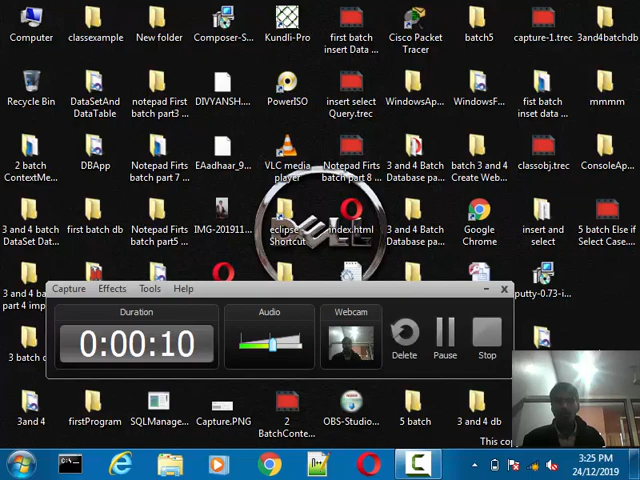 Computer
classexample
New folder
Composer-S...
Kundli-Pro
first batch
insert Data ...
Cisco Packet
Tracer
batch5
capture-1.trec
3and4batchdb
Recycle Bin
DataSetAnd
DataTable
notepad First
batch part3 ...
DIVYANSH...
PowerISO
insert select
Query.trec
WindowsAp...
WindowsF...
fist batch
inset data ...
mmmm
2 batch
ContextMe...
DBApp
Notepad Firts
batch part 7 ...
EAadhaar_9...
VLC media
player
Notepad Firts
batch part 8 ...
3 and 4 Batch
Database pa...
batch 3 and 4
Create Web...
classobj.trec
ConsoleAp...
3 and 4 batch
DataSet Dat...
first batch db
Notepad Firts
batch part5 ...
IMG-201911...
eclipse -
Shortcut
index.html
3 and 4 Batch
Database pa...
Google
Chrome
insert and
select
5 batch Else if
Select Case...
3 and 4 ba
part 4 imp
putty-0.73-i...
Capture
Effects
Tools
Help
Duration
0:00:10
Audio
Webcam
Delete
Pause
Stop
3 batch
3and 4
firstProgram
SQLManage...
Capture.PNG
2
BatchConte...
OBS-Studio...
5 batch
3 and 4 db
This cop
3:25 PM
24/12/2019